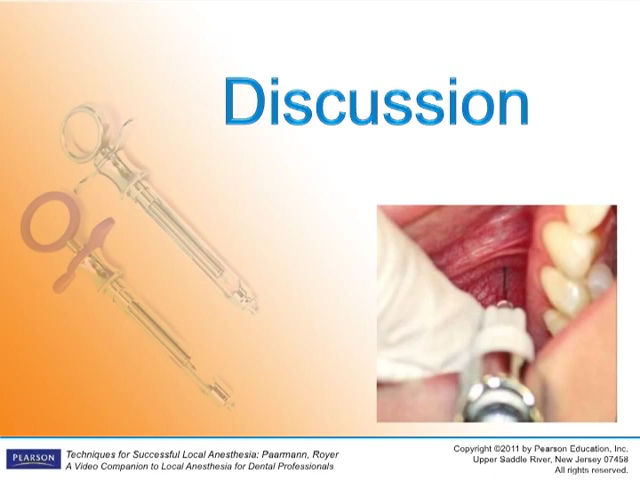 Discussion
PEARSON
Techniques for Successful Local Anesthesia: Paarmann, Royer
A Video Companion to Local Anesthesia for Dental Professionals
Copyright ©2011 by Pearson Education, Inc.
Upper Saddle River, New Jersey 07458
All rights reserved.